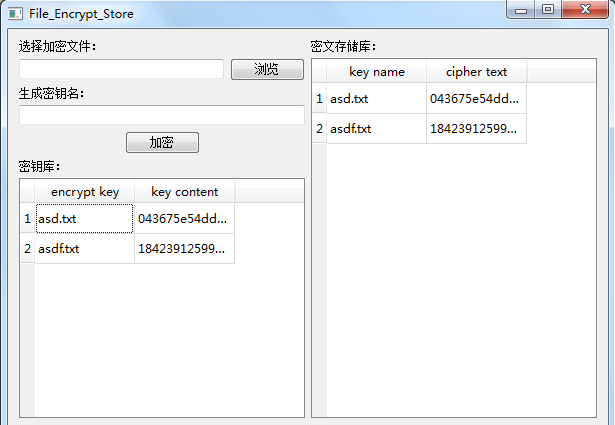 File_Encrypt_Store
选择加密文件：
浏览
生成密钥名：
加密
密钥库：
encrypt key key content
1 asd.txt 043675e54dd...
2 asdf.txt 18423912599...
密文存储库：
key name cipher text
1 asd.txt 043675e54dd...
2 asdf.txt 18423912599...